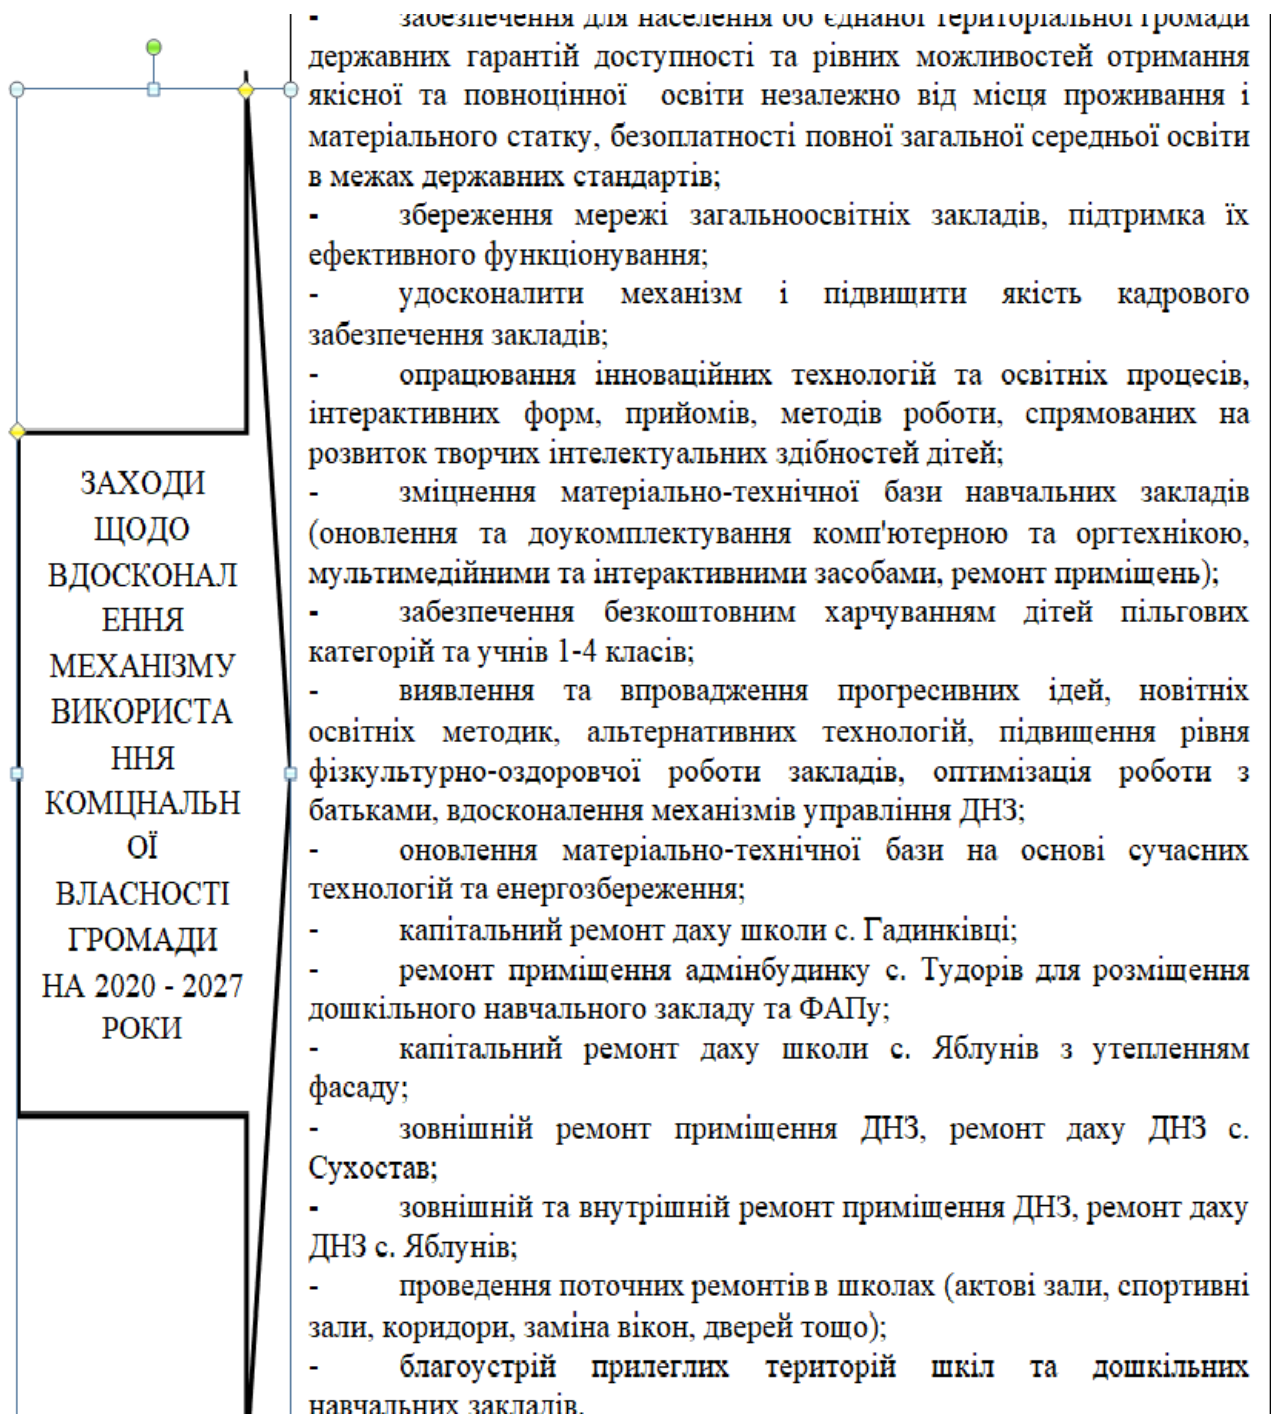 ЗАХОДИ
ЩОДО
ВДОСКОНАЛ
ЕННЯ
МЕХАНІЗМУ
ВИКОРИСТА
ННЯ
КОМЦНАЛЬН
ОЇ
ВЛАСНОСТІ
ГРОМАДИ
НА 2020 - 2027
РОКИ
- забезпечення для населення об'єднаної територіальної громади
державних гарантій доступності та рівних можливостей отримання
якісної та повноцінної освіти незалежно від місця проживання і
матеріального статку, безоплатності повної загальної середньої освіти
в межах державних стандартів;
- збереження мережі загальноосвітніх закладів, підтримка їх
ефективного функціонування;
- удосконалити механізм і підвищити якість кадрового
забезпечення закладів;
- опрацювання інноваційних технологій та освітніх процесів,
інтерактивних форм, прийомів, методів роботи, спрямованих на
розвиток творчих інтелектуальних здібностей дітей;
- зміцнення матеріально-технічної бази навчальних закладів
(оновлення та доукомплектування комп'ютерною та оргтехнікою,
мультимедійними та інтерактивними засобами, ремонт приміщень);
- забезпечення безкоштовним харчуванням дітей пільгових
категорій та учнів 1-4 класів;
- виявлення та впровадження прогресивних ідей, новітніх
освітніх методик, альтернативних технологій, підвищення рівня
фізкультурно-оздоровчої роботи закладів, оптимізація роботи з
батьками, вдосконалення механізмів управління ДНЗ;
- оновлення матеріально-технічної бази на основі сучасних
технологій та енергозбереження;
- капітальний ремонт даху школи с. Гадинківці;
- ремонт приміщення адмінбудинку с. Тудорів для розміщення
дошкільного навчального закладу та ФАПу;
- капітальний ремонт даху школи с. Яблунів з утепленням
фасаду;
- зовнішній ремонт приміщення ДНЗ, ремонт даху ДНЗ с.
Сухостав;
- зовнішній та внутрішній ремонт приміщення ДНЗ, ремонт даху
ДНЗ с. Яблунів;
- проведення поточних ремонтів в школах (актові зали, спортивні
зали, коридори, заміна вікон, дверей тощо);
- благоустрій прилеглих територій шкіл та дошкільних
навчальних закладів.